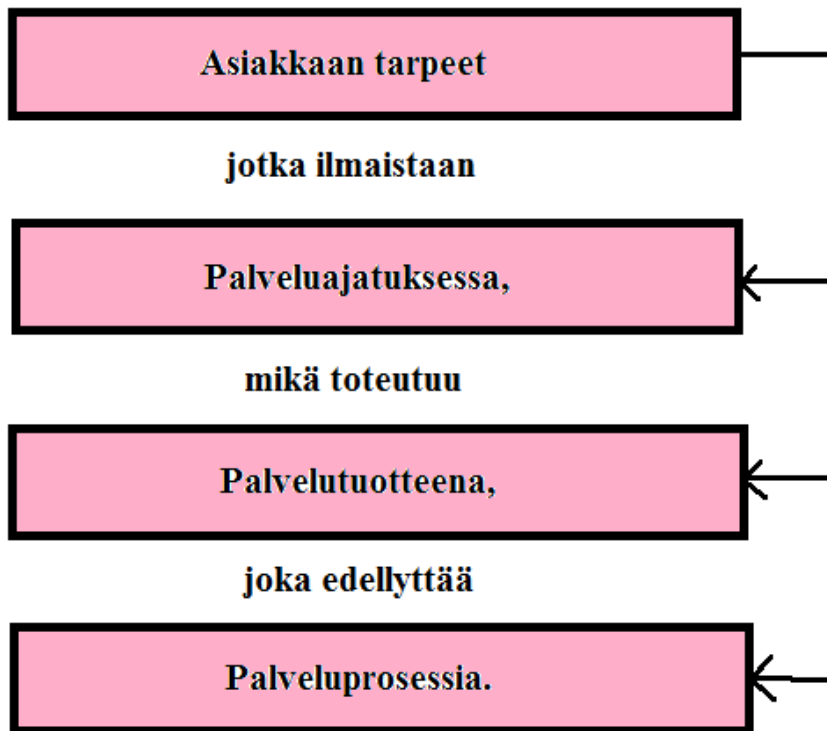 Asiakkaan tarpeet
jotka ilmaistaan
Palveluajatuksessa,
mikä toteutuu
Palvelutuotteena,
joka edellyttää
Palveluprosessia.